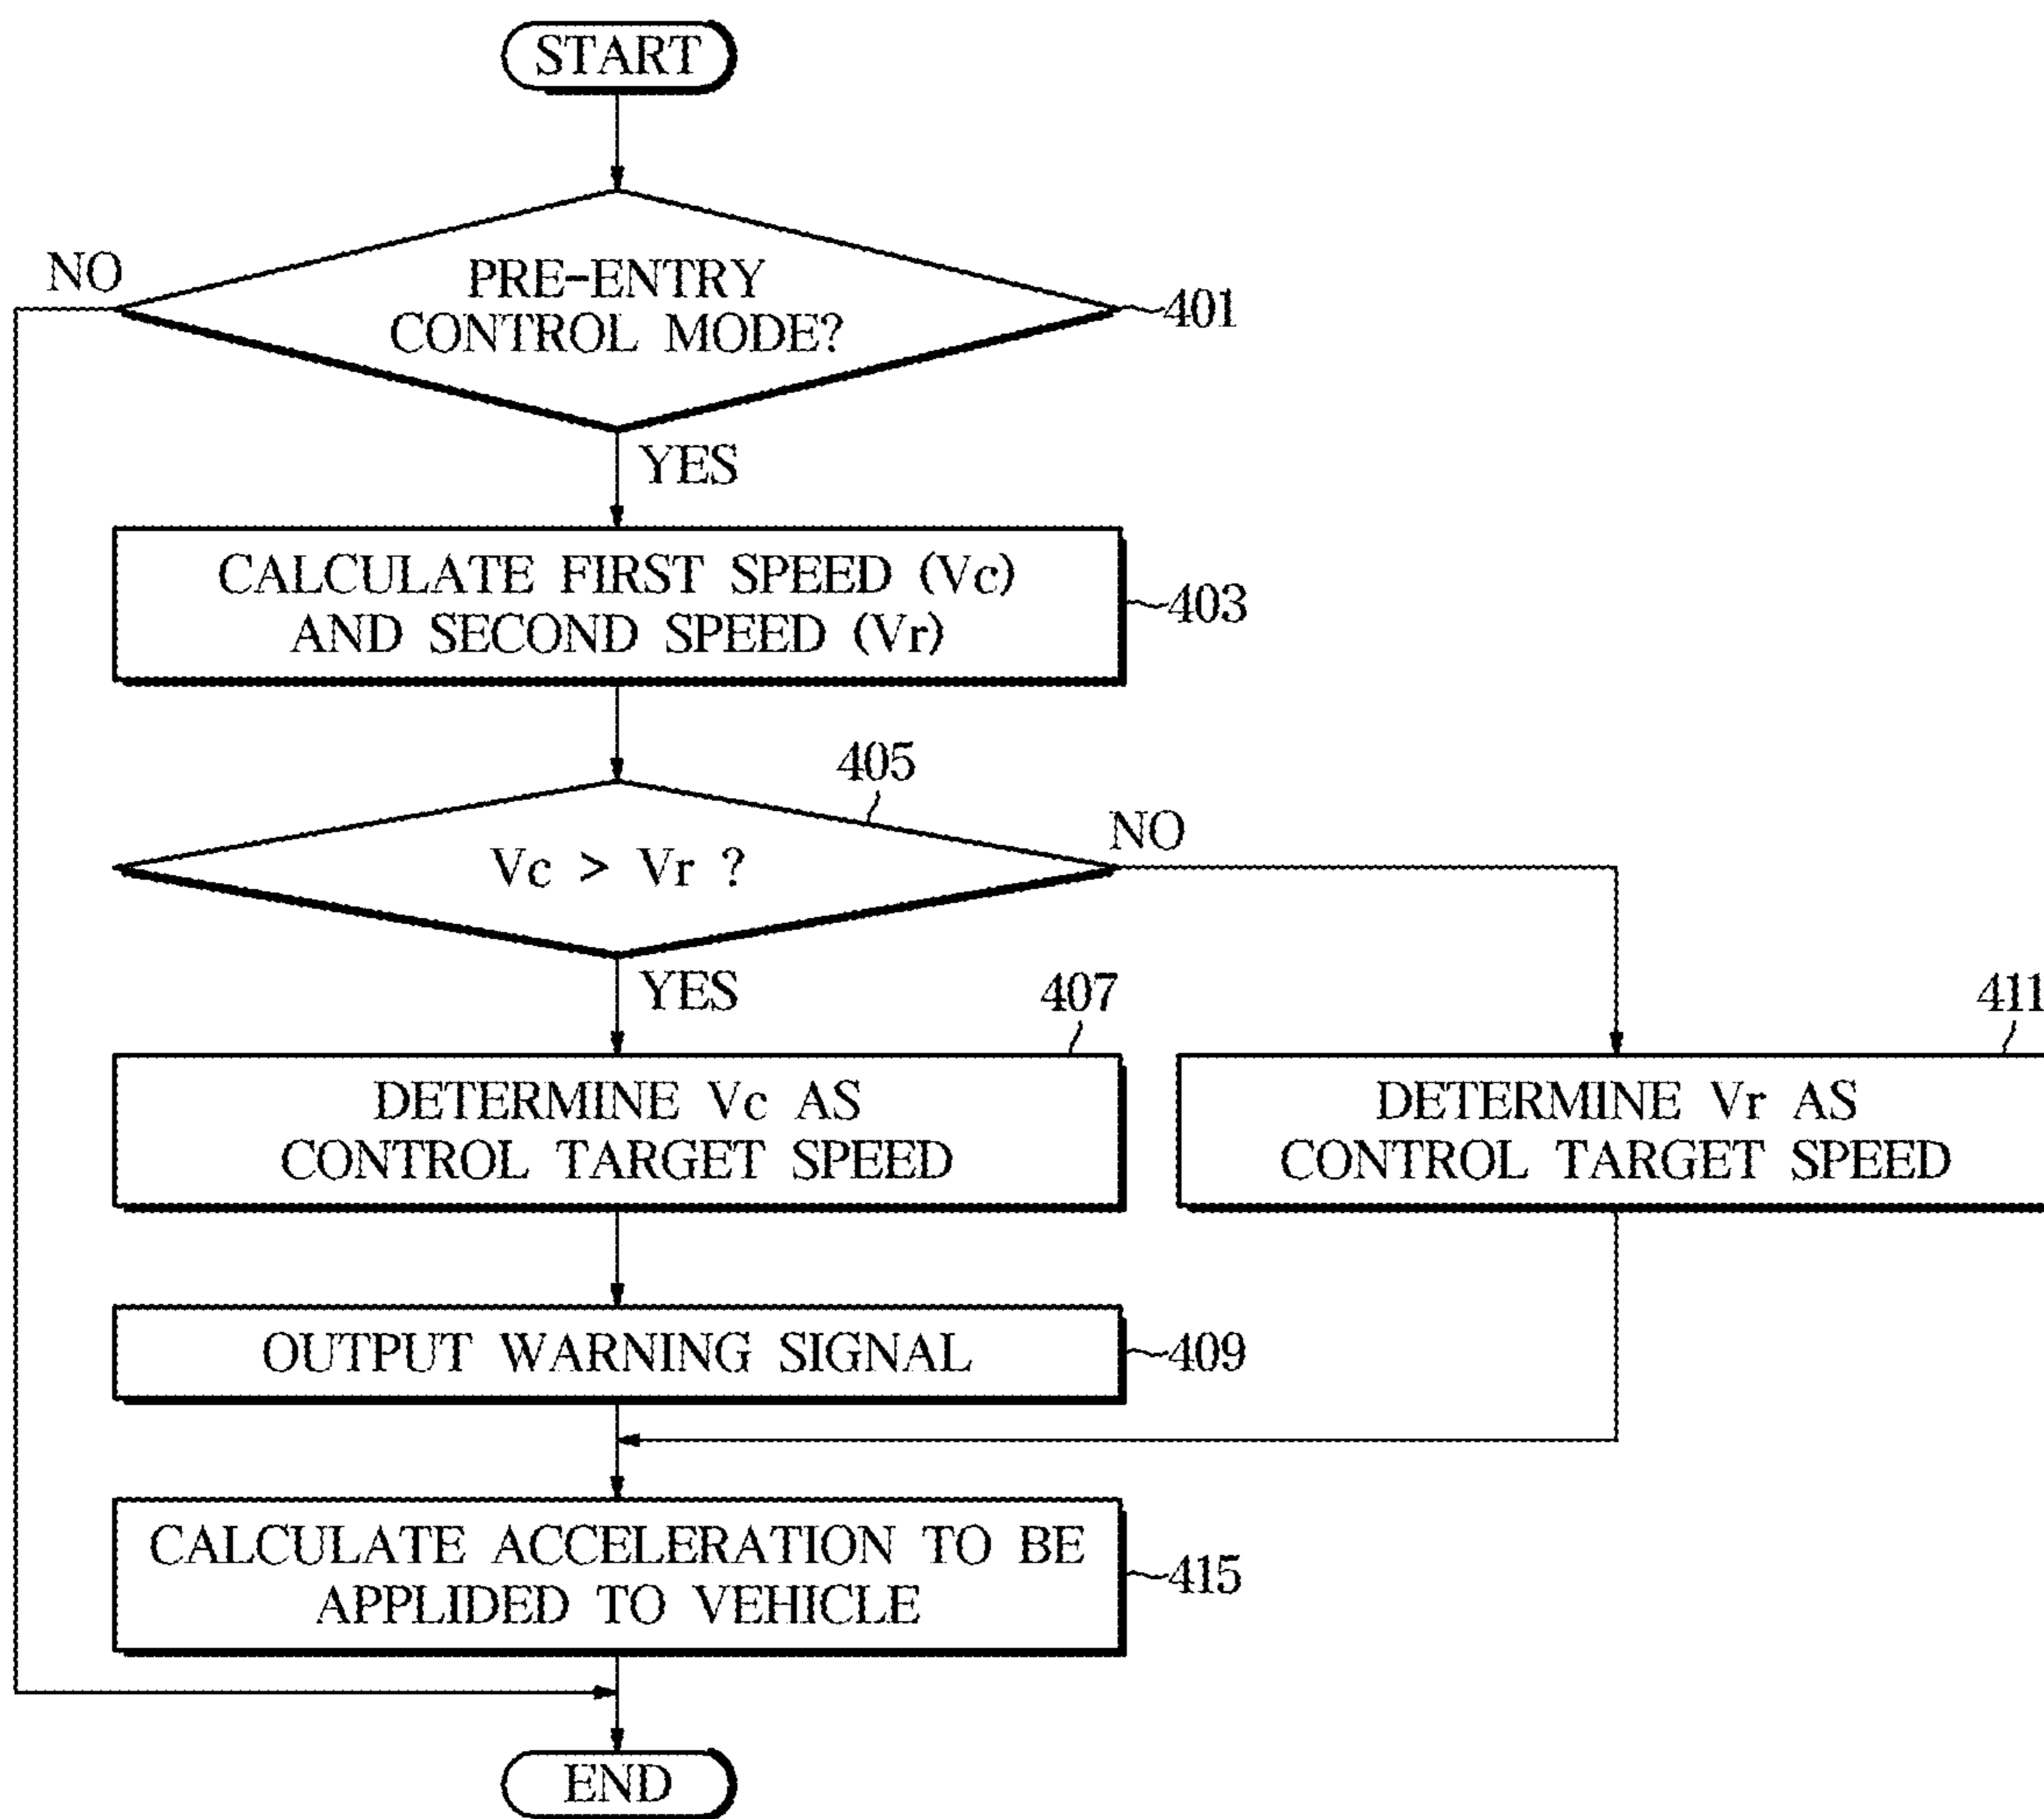 START
NO
PRE-ENTRY
CONTROL MODE?
401
YES
CALCULATE FIRST SPEED (Vc)
AND SECOND SPEED (Vr)
403
405
Vc > Vr ?
NO
YES
407
DETERMINE Vc AS
CONTROL TARGET SPEED
411
DETERMINE Vr AS
CONTROL TARGET SPEED
OUTPUT WARNING SIGNAL
409
CALCULATE ACCELERATION TO BE
APPLIDED TO VEHICLE
415
END